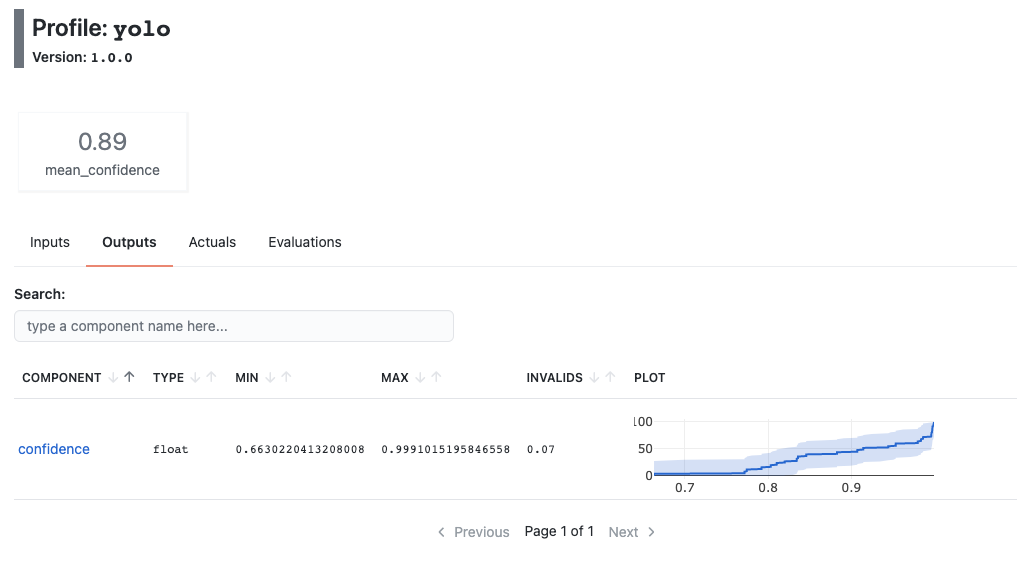 Profile: yolo
Version: 1.0.0
0.89
mean_confidence
Inputs Outputs Actuals Evaluations
Search:
type a component name here...
COMPONENT ↓ ↑ TYPE ↓ ↑ MIN ↓ ↑ MAX ↓ ↑ INVALIDS ↓ ↑ PLOT
confidence float 0.6630220413208008 0.9991015195846558 0.07
100
50
0
0.7 0.8 0.9
Previous Page 1 of 1 Next